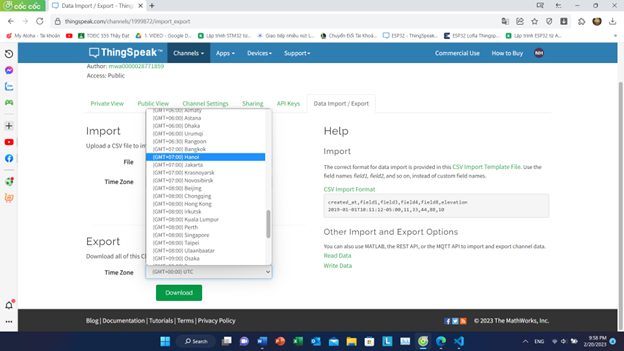 cốc cốc
Data Import / Export - ThingSpeak
thingspeak.com/channels/1999872/import_export
My Aloha - Tài khoản
TOEIC 555 Thầy Đạt
1. VIDEO - Google D...
Lập trình STM32 từ...
Giao tiếp nhiều nút L...
Chuyển Đổi Tài Khoả...
ESP32 - ThingSpeak...
ESP32 LoRa Thingsp...
Lập trình ESP32 từ A...
ThingSpeak™
Channels
Apps
Devices
Support
Commercial Use
How to Buy
NH
Author: mwa0000028771859
Access: Public
Private View
Public View
Channel Settings
Sharing
API Keys
Data Import / Export
Import
Upload a CSV file to im
File
Time Zone
(GMT+06:00) Almaty
(GMT+06:00) Astana
(GMT+06:00) Dhaka
(GMT+06:00) Urumqi
(GMT+06:30) Rangoon
(GMT+07:00) Bangkok
(GMT+07:00) Hanoi
(GMT+07:00) Jakarta
(GMT+07:00) Krasnoyarsk
(GMT+07:00) Novosibirsk
(GMT+08:00) Beijing
(GMT+08:00) Chongqing
(GMT+08:00) Hong Kong
(GMT+08:00) Irkutsk
(GMT+08:00) Kuala Lumpur
(GMT+08:00) Perth
(GMT+08:00) Singapore
(GMT+08:00) Taipei
(GMT+08:00) Ulaanbaatar
(GMT+09:00) Osaka
Export
Download all of this C
Time Zone
(GMT+00:00) UTC
Download
Help
Import
The correct format for data import is provided in this CSV Import Template File. Use the
field names field1, field2, and so on, instead of custom field names.
CSV Import Format
created_at,field1,field3,field4,field8,elevation
2019-01-01T10:11:12-05:00,11,33,44,88,10
Other Import and Export Options
You can also use MATLAB, the REST API, or the MQTT API to import and export channel data.
Read Data
Write Data
Blog | Documentation | Tutorials | Terms | Privacy Policy
© 2023 The MathWorks, Inc.
Search
ENG
9:58 PM
2/20/2023